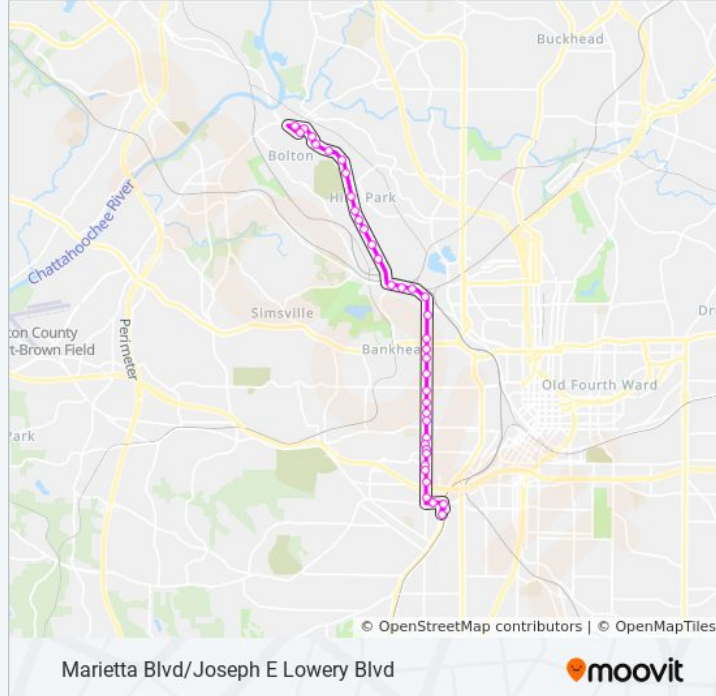 Buckhead
Bolton
Hills Park
Chattahoochee River
Simsville
ton County
rt-Brown Field
Perimeter
Bankhea
Dr
Old Fourth Ward
Park
© OpenStreetMap contributors | © OpenMapTiles
Marietta Blvd/Joseph E Lowery Blvd
moovit